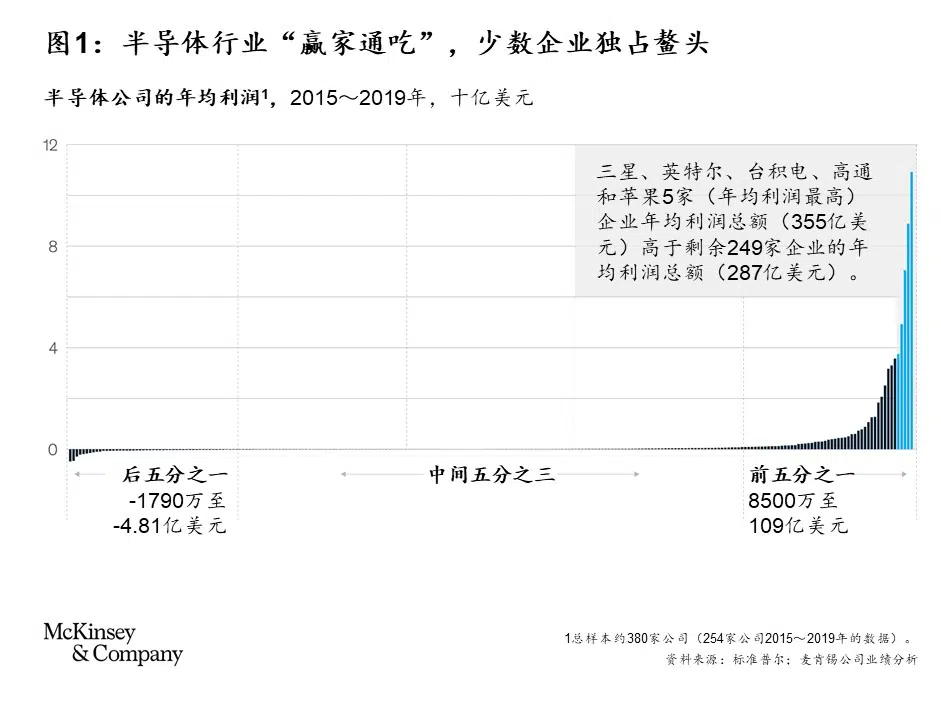 图1：半导体行业“赢家通吃”，少数企业独占鳌头
半导体公司的年均利润1，2015～2019年，十亿美元
12
三星、英特尔、台积电、高通
和苹果5家（年均利润最高）
企业年均利润总额（355亿美
元）高于剩余249家企业的年
均利润总额（287亿美元）。
8
4
0
后五分之一
-1790万至
-4.81亿美元
中间五分之三
前五分之一
8500万至
109亿美元
McKinsey
& Company
1总样本约380家公司（254家公司2015～2019年的数据）。
资料来源：标准普尔；麦肯锡公司业绩分析